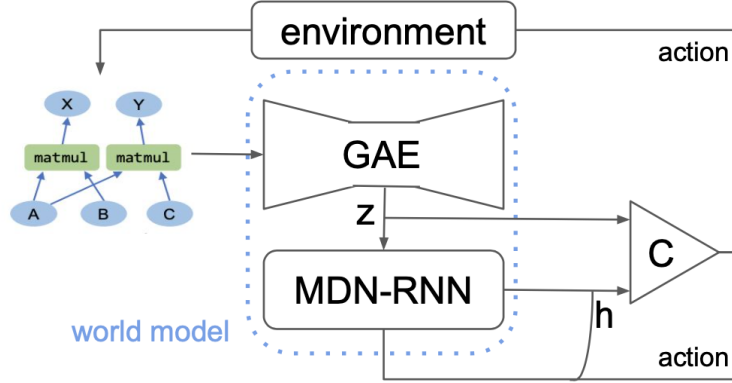 environment
action
X
Y
matmul
matmul
A
B
C
GAE
z
C
MDN-RNN
h
world model
action